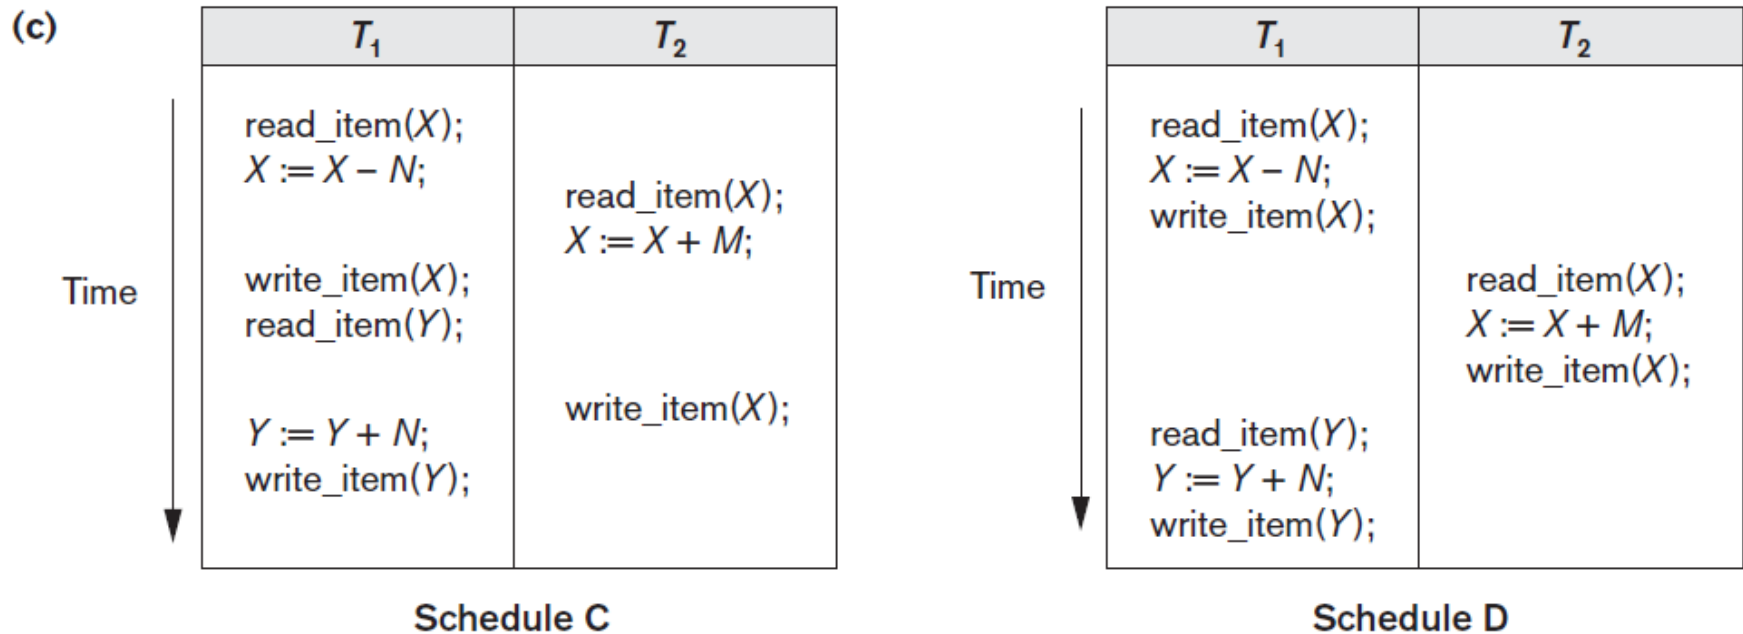 (c)
T1 T2
read_item(X);
X := X – N;
read_item(X);
X := X + M;
Time
write_item(X);
read_item(Y);
write_item(X);
Y := Y + N;
write_item(Y);
Schedule C
T1 T2
read_item(X);
X := X – N;
write_item(X);
Time
read_item(X);
X := X + M;
write_item(X);
read_item(Y);
Y := Y + N;
write_item(Y);
Schedule D